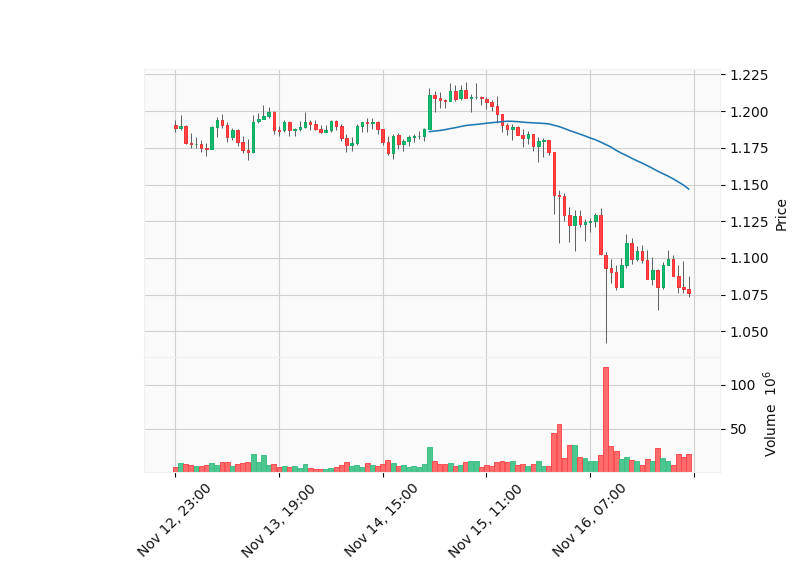 1.225
1.200
1.175
1.150
1.125
1.100
1.075
1.050
Price
100
50
Volume 10^6
Nov 12, 23:00
Nov 13, 19:00
Nov 14, 15:00
Nov 15, 11:00
Nov 16, 07:00